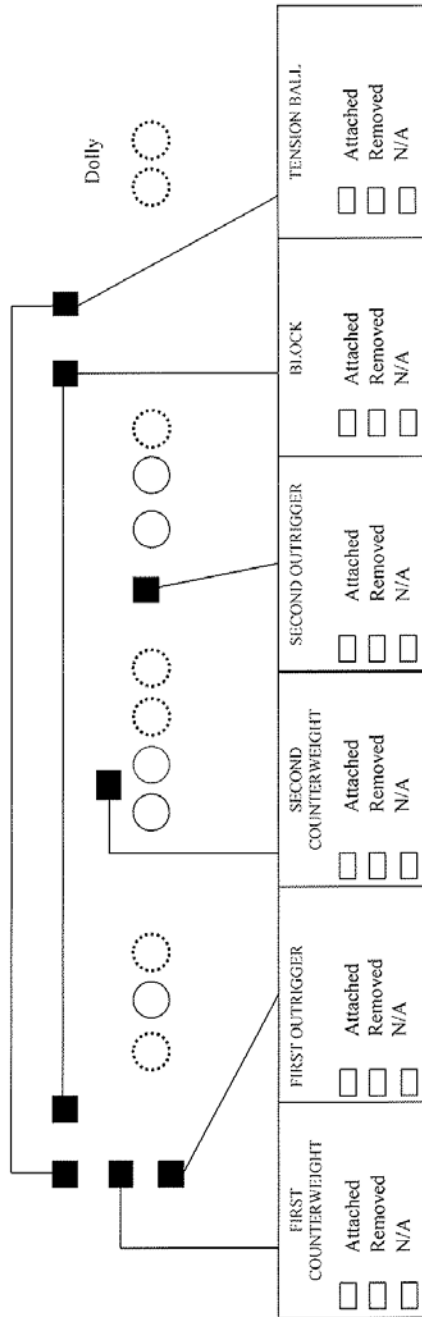 Dolly
FIRST
COUNTERWEIGHT
Attached
Removed
N/A
FIRST OUTRIGGER
Attached
Removed
N/A
SECOND
COUNTERWEIGHT
Attached
Removed
N/A
SECOND OUTRIGGER
Attached
Removed
N/A
BLOCK
Attached
Removed
N/A
TENSION BALL
Attached
Removed
N/A